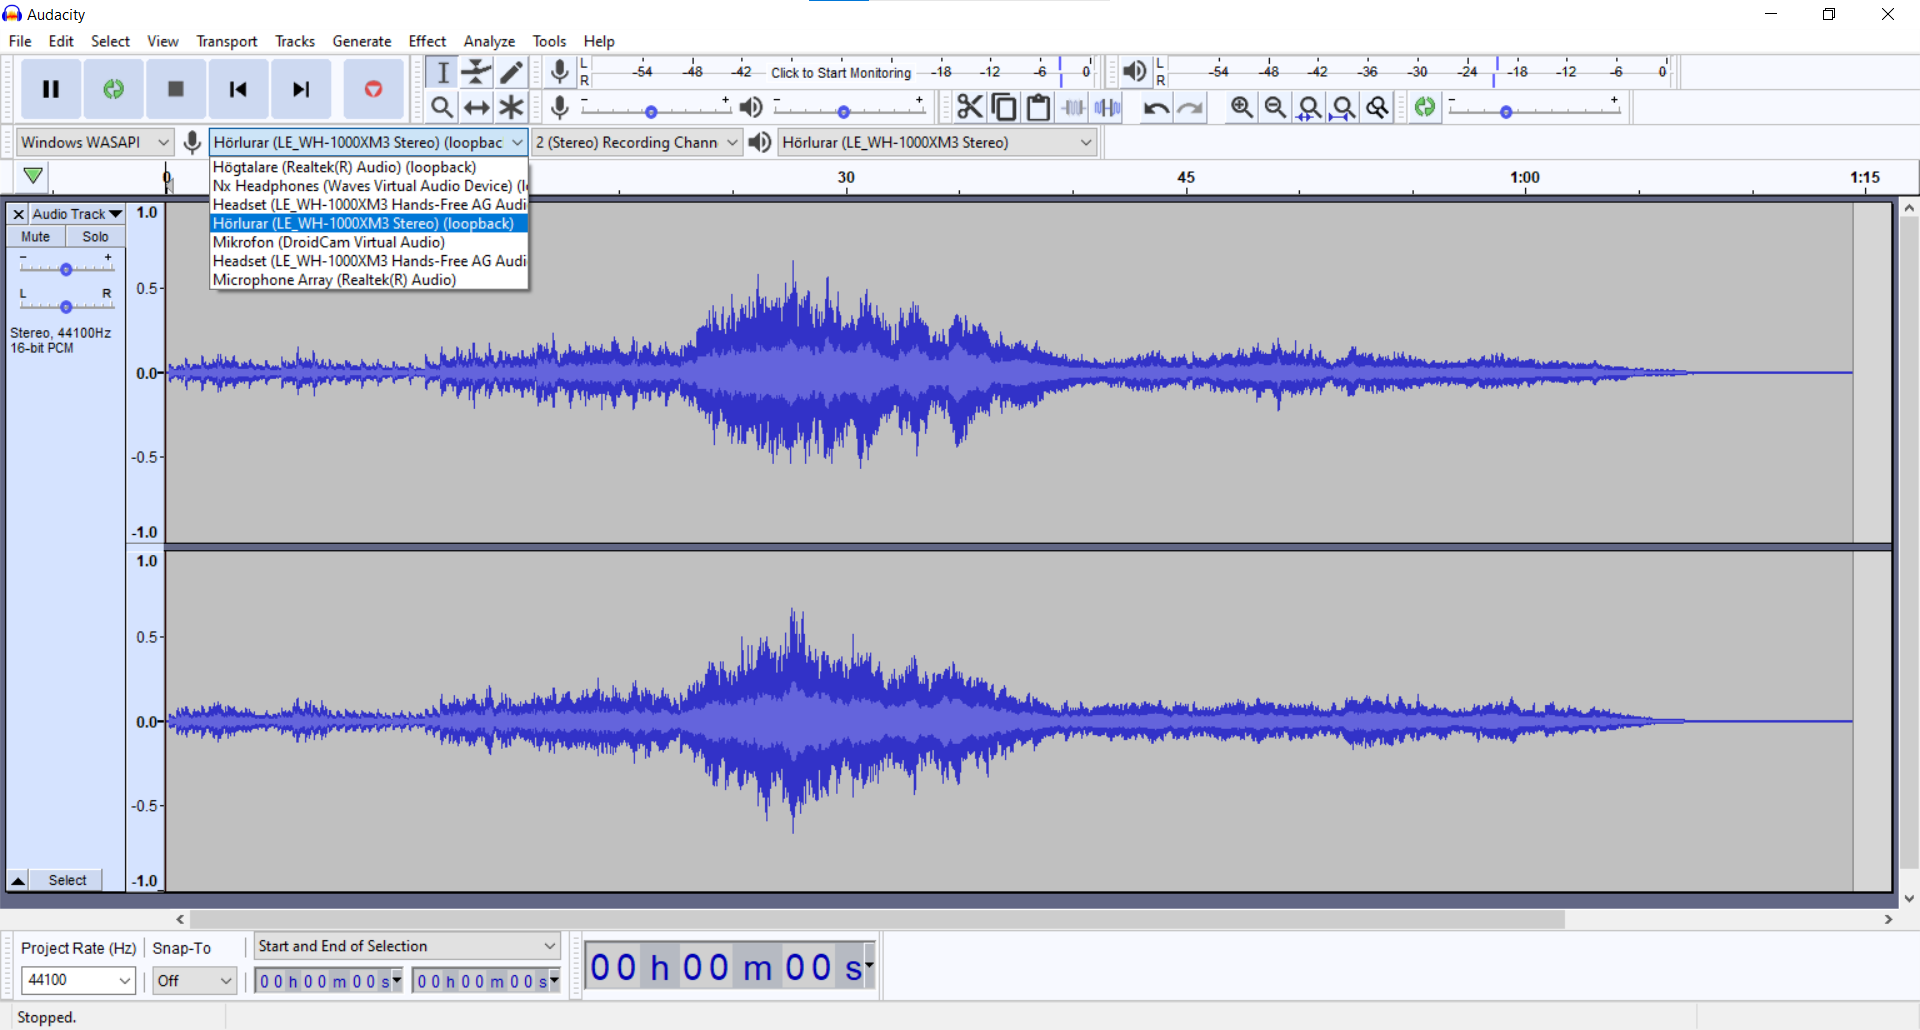 Audacity
File Edit Select View Transport Tracks Generate Effect Analyze Tools Help
L R -54 -48 -42 Click to Start Monitoring -18 -12 -6 0
L R -54 -48 -42 -36 -30 -24 -18 -12 -6 0
- + - + - +
Windows WASAPI Hörlurar (LE_WH-1000XM3 Stereo) (loopbac 2 (Stereo) Recording Chann Hörlurar (LE_WH-1000XM3 Stereo)
Högtalare (Realtek(R) Audio) (loopback)
Nx Headphones (Waves Virtual Audio Device) (l
Headset (LE_WH-1000XM3 Hands-Free AG Audi
Hörlurar (LE_WH-1000XM3 Stereo) (loopback)
Mikrofon (DroidCam Virtual Audio)
Headset (LE_WH-1000XM3 Hands-Free AG Audi
Microphone Array (Realtek(R) Audio)
0 30 45 1:00 1:15
Audio Track
Mute Solo
- +
L R
Stereo, 44100Hz
16-bit PCM
1.0
0.5
0.0
-0.5
-1.0
1.0
0.5
0.0
-0.5
-1.0
Select
Project Rate (Hz) Snap-To Start and End of Selection
44100 Off 00 h 00 m 00 s 00 h 00 m 00 s
00 h 00 m 00 s
Stopped.